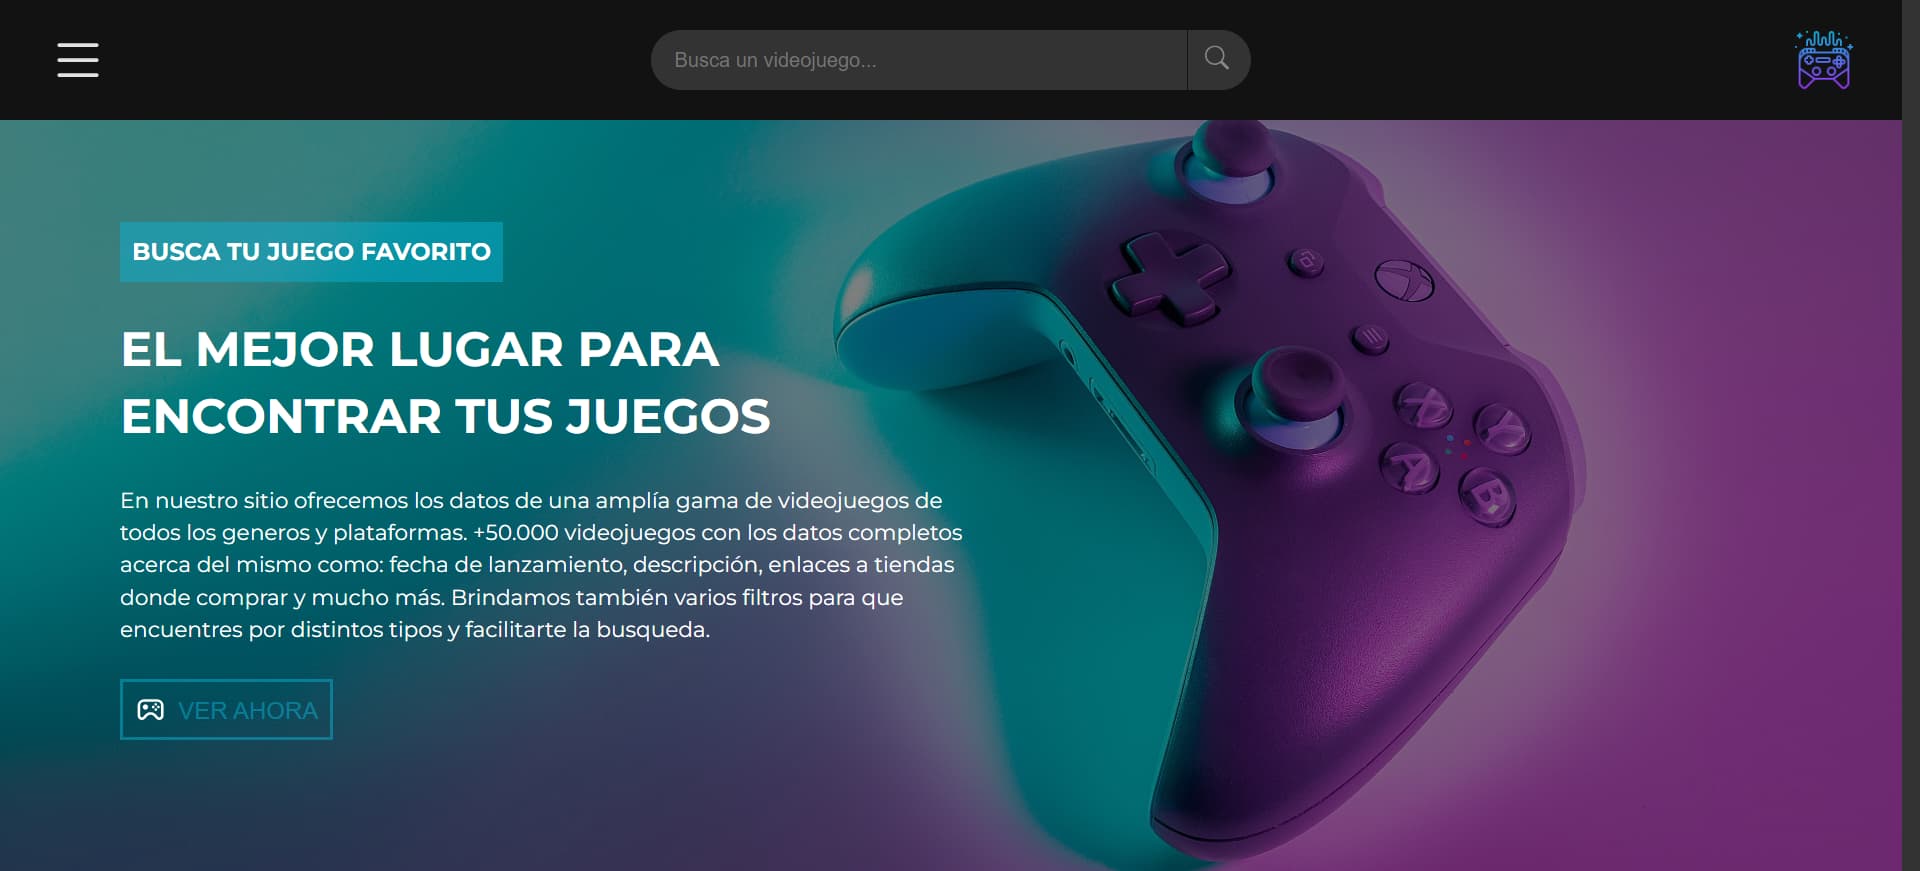 Busca un videojuego...
BUSCA TU JUEGO FAVORITO
EL MEJOR LUGAR PARA
ENCONTRAR TUS JUEGOS
En nuestro sitio ofrecemos los datos de una amplía gama de videojuegos de
todos los generos y plataformas. +50.000 videojuegos con los datos completos
acerca del mismo como: fecha de lanzamiento, descripción, enlaces a tiendas
donde comprar y mucho más. Brindamos también varios filtros para que
encuentres por distintos tipos y facilitarte la busqueda.
VER AHORA
X
Y
A
B